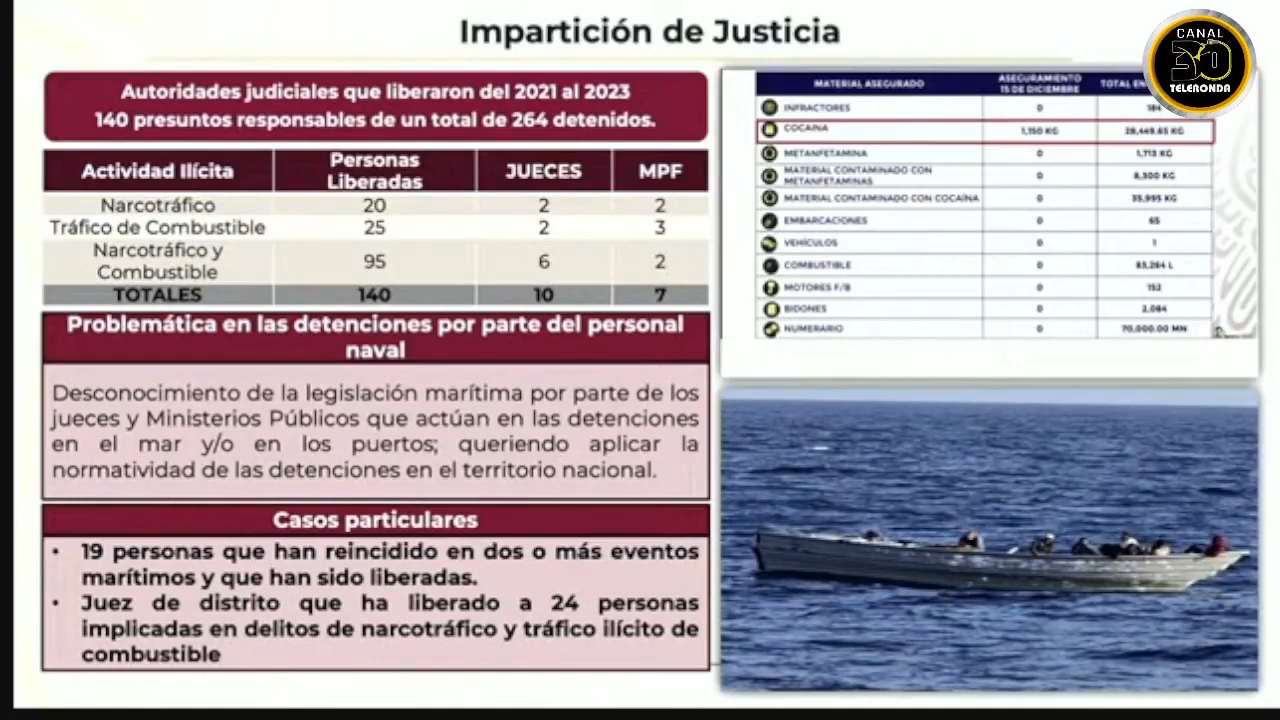 Impartición de Justicia
CANAL
30
TELERONDA
Autoridades judiciales que liberaron del 2021 al 2023
140 presuntos responsables de un total de 264 detenidos.
Actividad Ilícita Personas Liberadas JUECES MPF
Narcotráfico 20 2 2
Tráfico de Combustible 25 2 3
Narcotráfico y Combustible 95 6 2
TOTALES 140 10 7
Problemática en las detenciones por parte del personal
naval
Desconocimiento de la legislación marítima por parte de los
jueces y Ministerios Públicos que actúan en las detenciones
en el mar y/o en los puertos; queriendo aplicar la
normatividad de las detenciones en el territorio nacional.
Casos particulares
• 19 personas que han reincidido en dos o más eventos
marítimos y que han sido liberadas.
• Juez de distrito que ha liberado a 24 personas
implicadas en delitos de narcotráfico y tráfico ilícito de
combustible
MATERIAL ASEGURADO ASEGURAMIENTO 15 DE DICIEMBRE TOTAL
INFRACTORES 0 184
COCAINA 1,150 KG 28,449.65 KG
METANFETAMINA 0 1,713 KG
MATERIAL CONTAMINADO CON METANFETAMINAS 0 8,300 KG
MATERIAL CONTAMINADO CON COCAÍNA 0 35,995 KG
EMBARCACIONES 0 65
VEHÍCULOS 0 1
COMBUSTIBLE 0 83,264 L
MOTORES F/B 0 152
BIDONES 0 2,084
NUMERARIO 0 70,000.00 MN